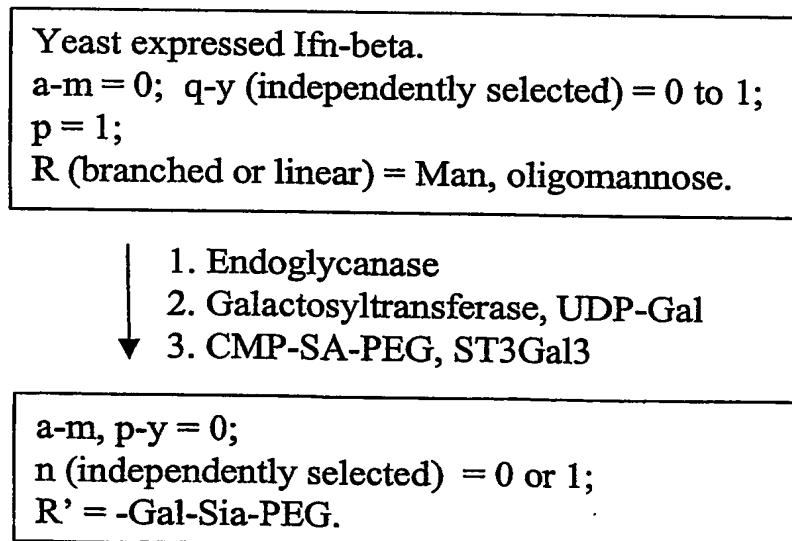 Yeast expressed Ifn-beta.
a-m = 0; q-y (independently selected) = 0 to 1;
p = 1;
R (branched or linear) = Man, oligomannose.
1. Endoglycanase
2. Galactosyltransferase, UDP-Gal
3. CMP-SA-PEG, ST3Gal3
a-m, p-y = 0;
n (independently selected) = 0 or 1;
R’ = -Gal-Sia-PEG.